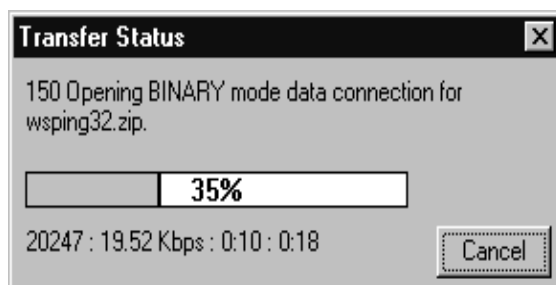 Transfer Status
150 Opening BINARY mode data connection for
wsping32.zip.
35%
20247 : 19.52 Kbps : 0:10 : 0:18
Cancel